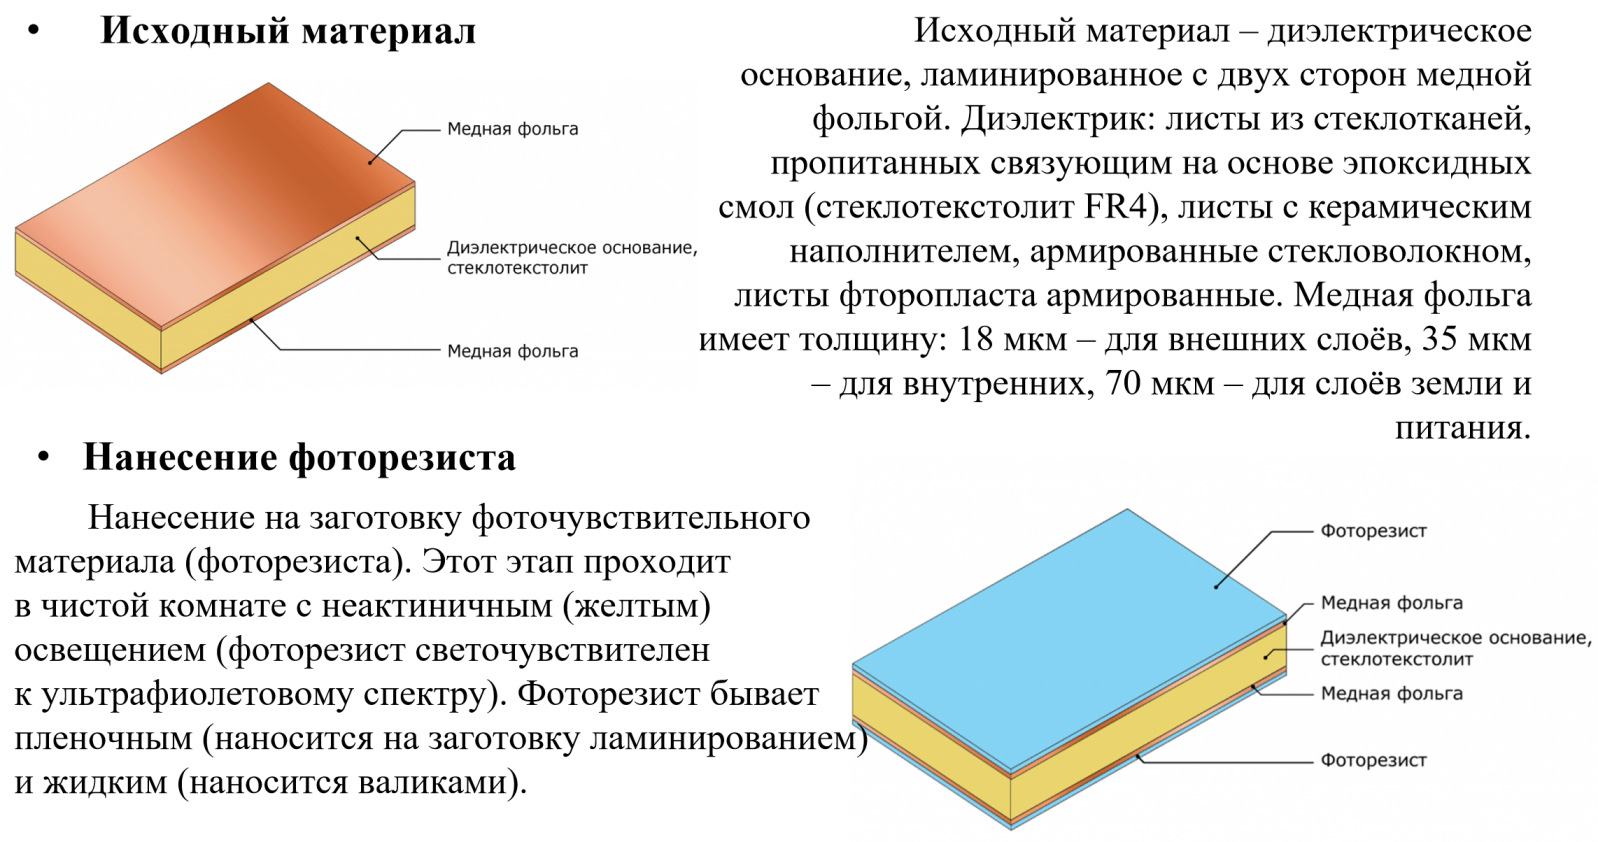 • Исходный материал
Медная фольга
Диэлектрическое основание,
стеклотекстолит
Медная фольга
Исходный материал – диэлектрическое
основание, ламинированное с двух сторон медной
фольгой. Диэлектрик: листы из стеклотканей,
пропитанных связующим на основе эпоксидных
смол (стеклотекстолит FR4), листы с керамическим
наполнителем, армированные стекловолокном,
листы фторопласта армированные. Медная фольга
имеет толщину: 18 мкм – для внешних слоёв, 35 мкм
– для внутренних, 70 мкм – для слоёв земли и
питания.
• Нанесение фоторезиста
Нанесение на заготовку фоточувствительного
материала (фоторезиста). Этот этап проходит
в чистой комнате с неактиничным (желтым)
освещением (фоторезист светочувствителен
к ультрафиолетовому спектру). Фоторезист бывает
пленочным (наносится на заготовку ламинированием)
и жидким (наносится валиками).
Фоторезист
Медная фольга
Диэлектрическое основание,
стеклотекстолит
Медная фольга
Фоторезист